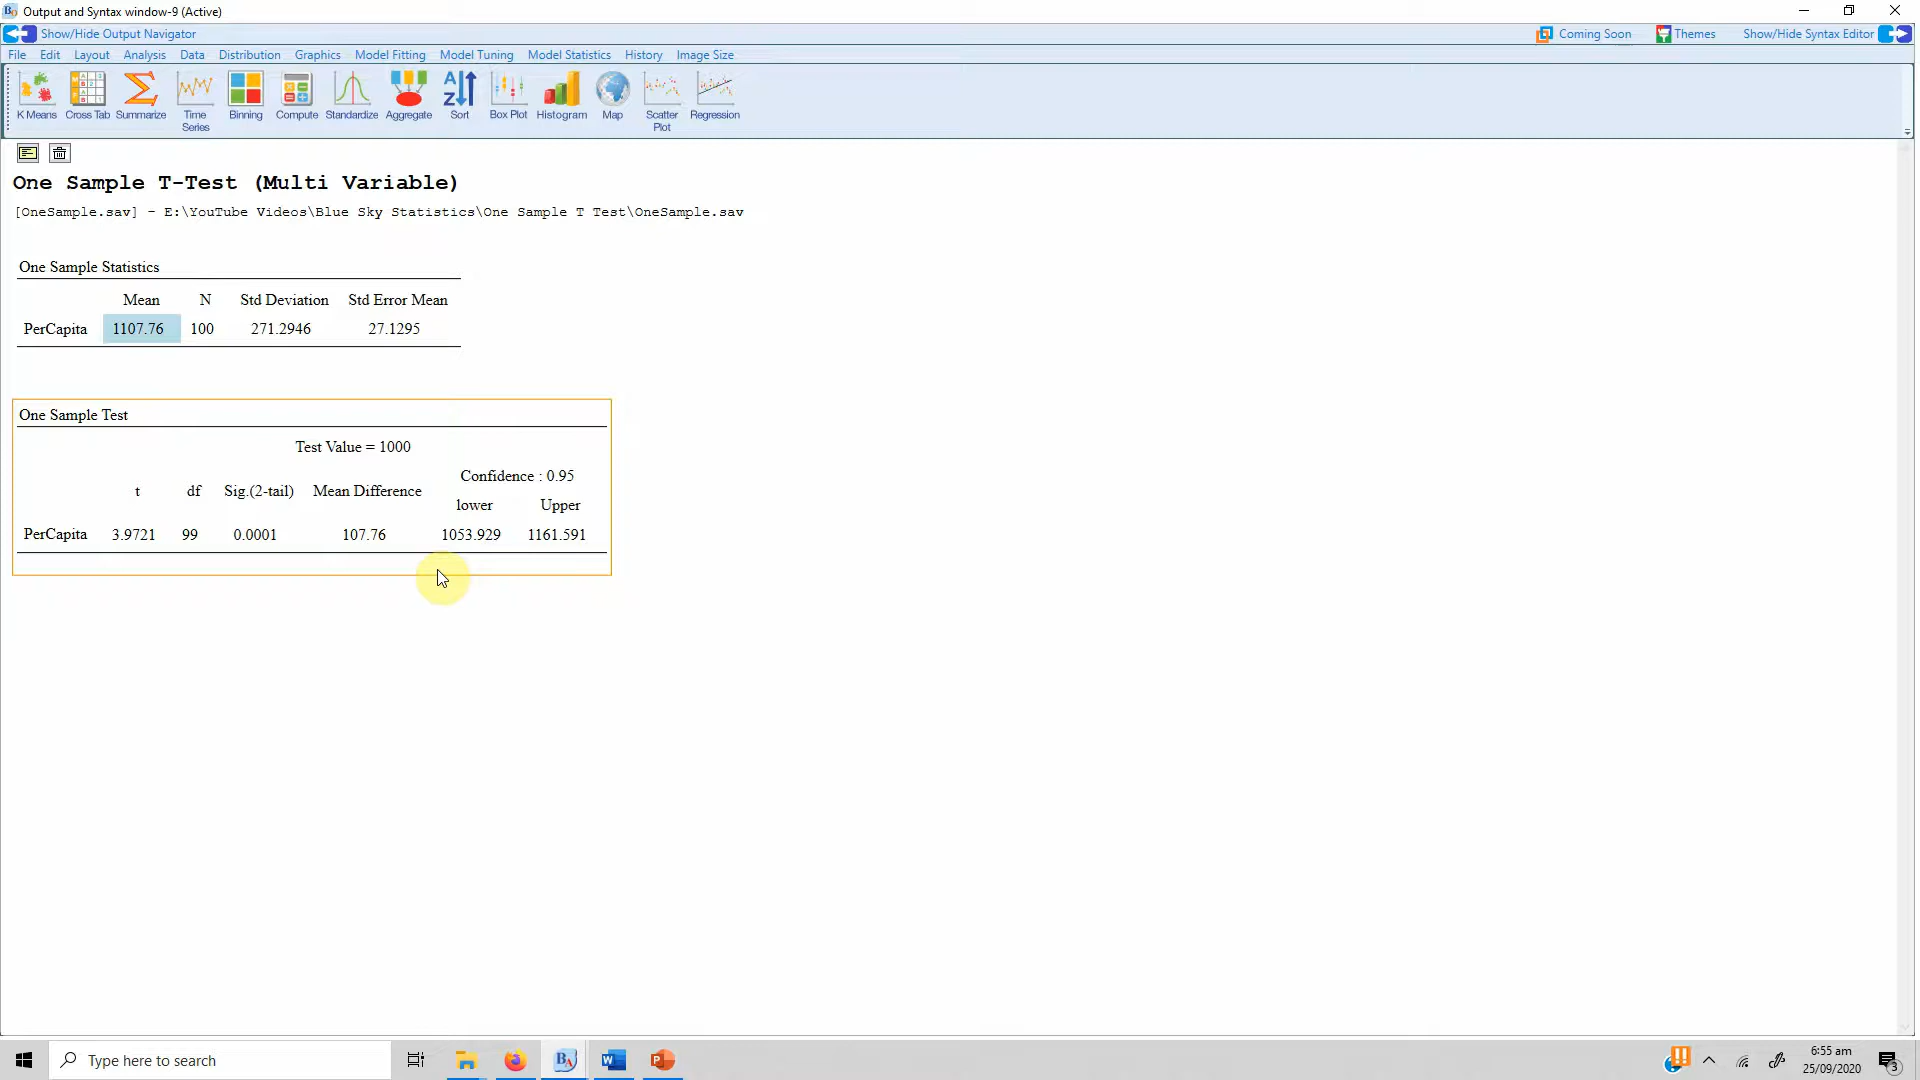 Output and Syntax window-9 (Active)
Show/Hide Output Navigator
Coming Soon
Themes
Show/Hide Syntax Editor
File Edit Layout Analysis Data Distribution Graphics Model Fitting Model Tuning Model Statistics History Image Size
K Means Cross Tab Summarize Time Series Binning Compute Standardize Aggregate Sort Box Plot Histogram Map Scatter Plot Regression
One Sample T-Test (Multi Variable)
[OneSample.sav] - E:\YouTube Videos\Blue Sky Statistics\One Sample T Test\OneSample.sav
One Sample Statistics
Mean N Std Deviation Std Error Mean
PerCapita 1107.76 100 271.2946 27.1295
One Sample Test
Test Value = 1000
Confidence : 0.95
t df Sig.(2-tail) Mean Difference
lower Upper
PerCapita 3.9721 99 0.0001 107.76 1053.929 1161.591
Type here to search
6:55 am
25/09/2020
3